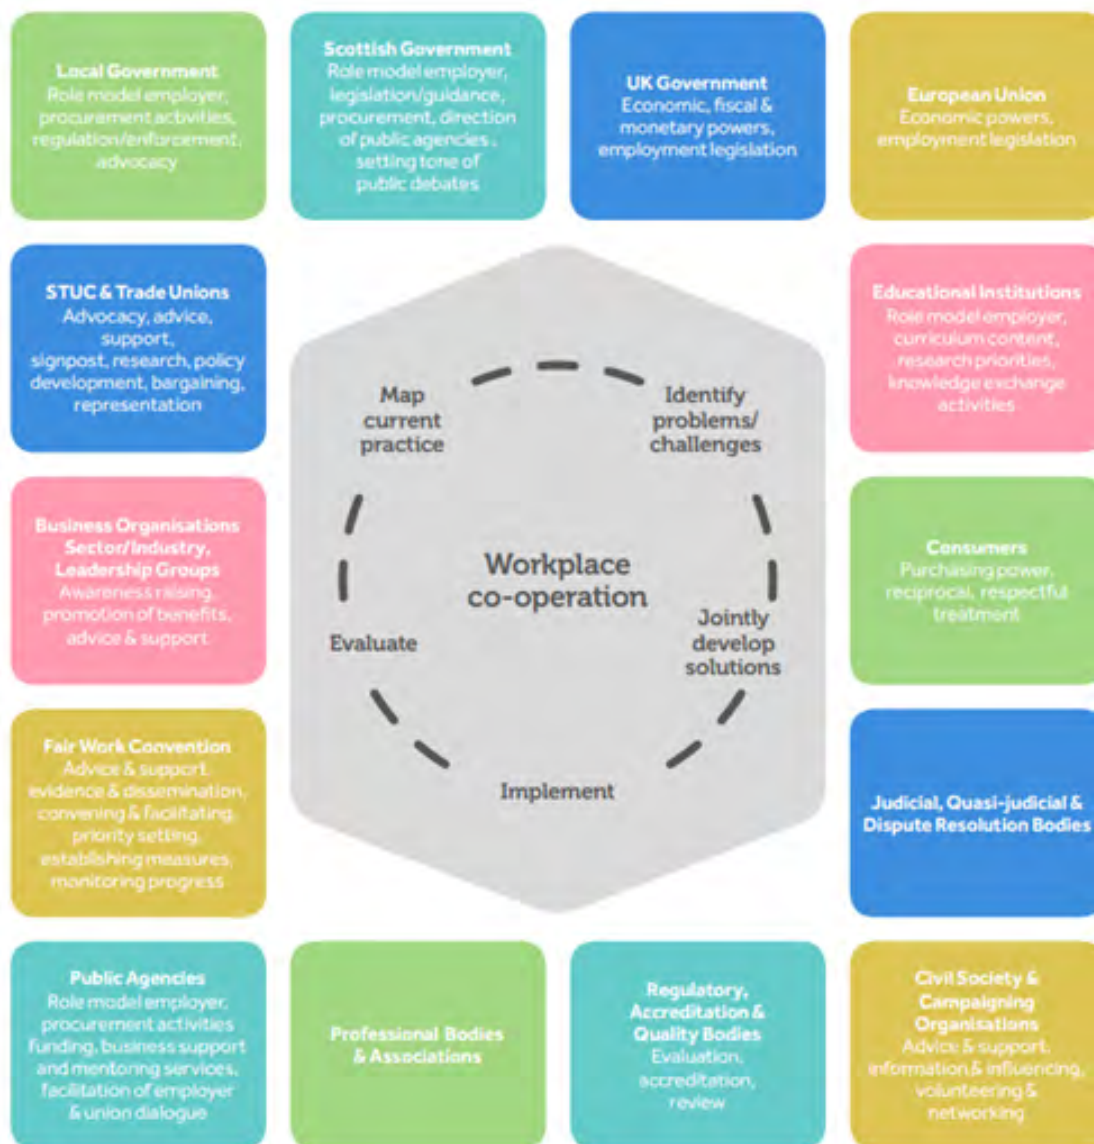 Local Government
Role model employer,
procurement activities,
regulation/enforcement,
advocacy
Scottish Government
Role model employer,
legislation/guidance,
procurement, direction
of public agencies,
setting tone of
public debates
UK Government
Economic, fiscal &
monetary powers,
employment legislation
European Union
Economic powers,
employment legislation
STUC & Trade Unions
Advocacy, advice,
support,
signpost, research, policy
development, bargaining,
representation
Educational Institutions
Role model employer,
curriculum content,
research priorities,
knowledge exchange
activities
Map
current
practice
Identify
problems/
challenges
Business Organisations
Sector/Industry,
Leadership Groups
Awareness raising,
promotion of benefits,
advice & support
Workplace
co-operation
Consumers
Purchasing power,
reciprocal, respectful
treatment
Evaluate
Jointly
develop
solutions
Fair Work Convention
Advice & support,
evidence & dissemination,
convening & facilitating,
priority setting,
establishing measures,
monitoring progress
Implement
Judicial, Quasi-judicial &
Dispute Resolution Bodies
Public Agencies
Role model employer,
procurement activities
funding, business support
and mentoring services,
facilitation of employer
& union dialogue
Professional Bodies
& Associations
Regulatory,
Accreditation &
Quality Bodies
Evaluation,
accreditation,
review
Civil Society &
Campaigning
Organisations
Advice & support,
information & influencing,
volunteering &
networking